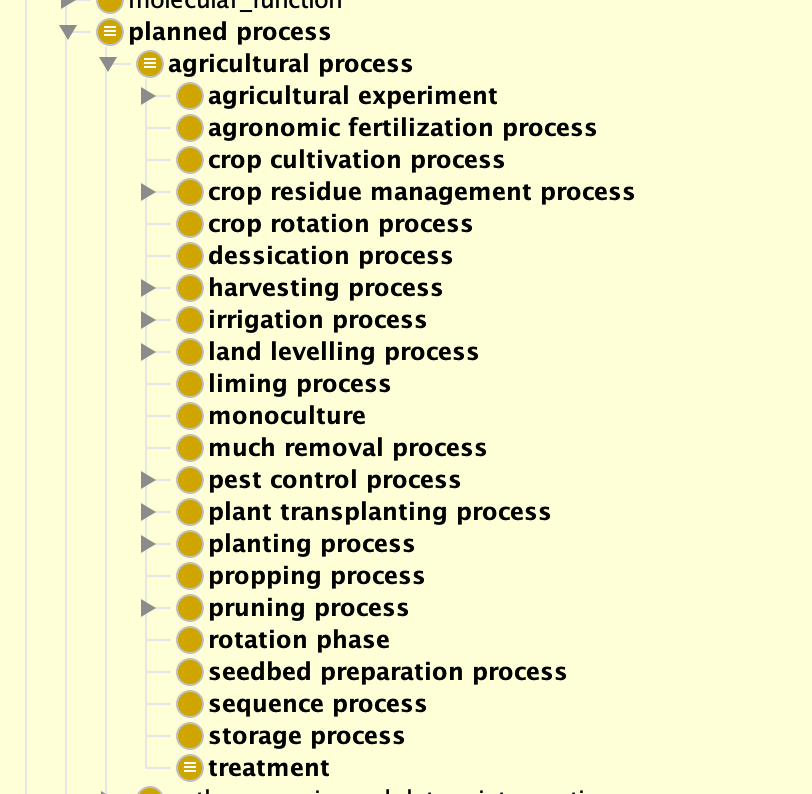 molecular_function
planned process
agricultural process
agricultural experiment
agronomic fertilization process
crop cultivation process
crop residue management process
crop rotation process
dessication process
harvesting process
irrigation process
land levelling process
liming process
monoculture
much removal process
pest control process
plant transplanting process
planting process
propping process
pruning process
rotation phase
seedbed preparation process
sequence process
storage process
treatment